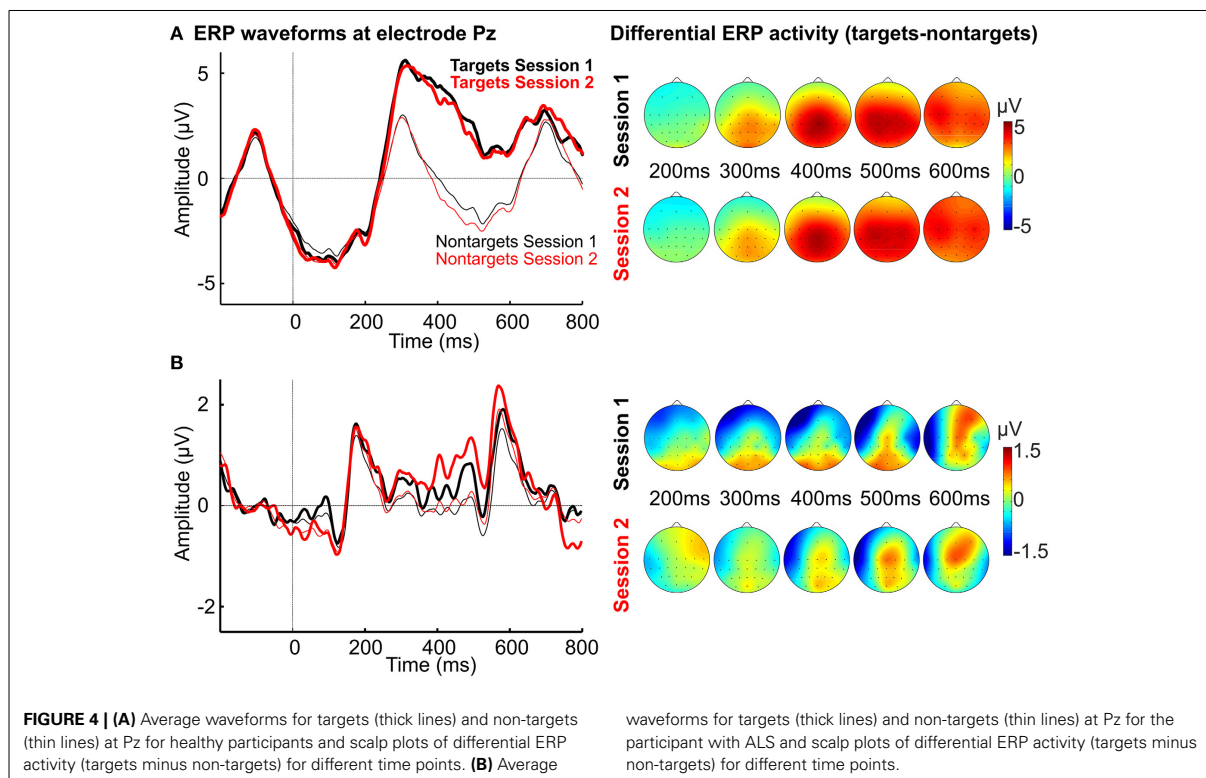 A ERP waveforms at electrode Pz
Differential ERP activity (targets-nontargets)
Targets Session 1
Targets Session 2
Nontargets Session 1
Nontargets Session 2
Amplitude (µV)
5
0
-5
0 200 400 600 800
Time (ms)
Session 1
200ms 300ms 400ms 500ms 600ms
Session 2
µV
5
0
-5
B
Amplitude (µV)
2
0
-2
0 200 400 600 800
Time (ms)
Session 1
200ms 300ms 400ms 500ms 600ms
Session 2
µV
1.5
0
-1.5
FIGURE 4 | (A) Average waveforms for targets (thick lines) and non-targets
(thin lines) at Pz for healthy participants and scalp plots of differential ERP
activity (targets minus non-targets) for different time points. (B) Average
waveforms for targets (thick lines) and non-targets (thin lines) at Pz for the
participant with ALS and scalp plots of differential ERP activity (targets minus
non-targets) for different time points.